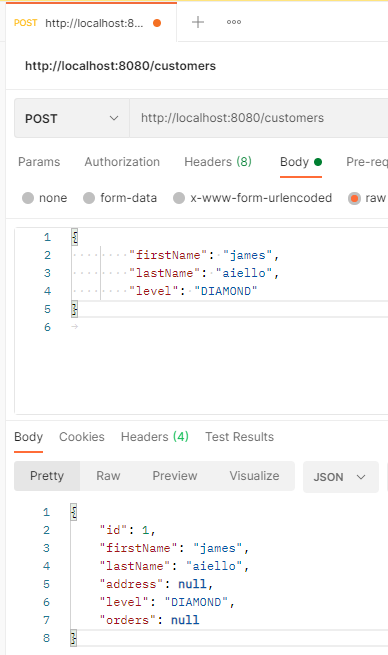 POST http://localhost:8... + ooo
http://localhost:8080/customers
POST http://localhost:8080/customers
Params Authorization Headers (8) Body Pre-req
none form-data x-www-form-urlencoded raw
1 {
2 "firstName": "james",
3 "lastName": "aiello",
4 "level": "DIAMOND"
5 }
6
Body Cookies Headers (4) Test Results
Pretty Raw Preview Visualize JSON
1 {
2 "id": 1,
3 "firstName": "james",
4 "lastName": "aiello",
5 "address": null,
6 "level": "DIAMOND",
7 "orders": null
8 }